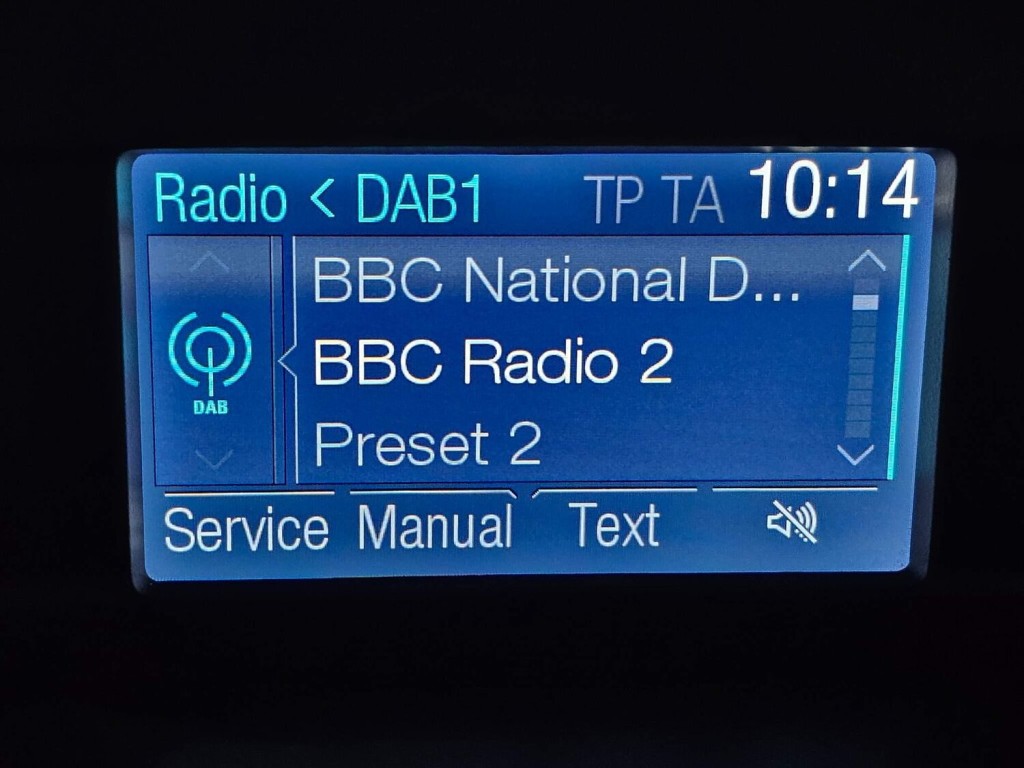 Radio < DAB1 TP TA 10:14
BBC National D...
BBC Radio 2
DAB
Preset 2
Service Manual Text